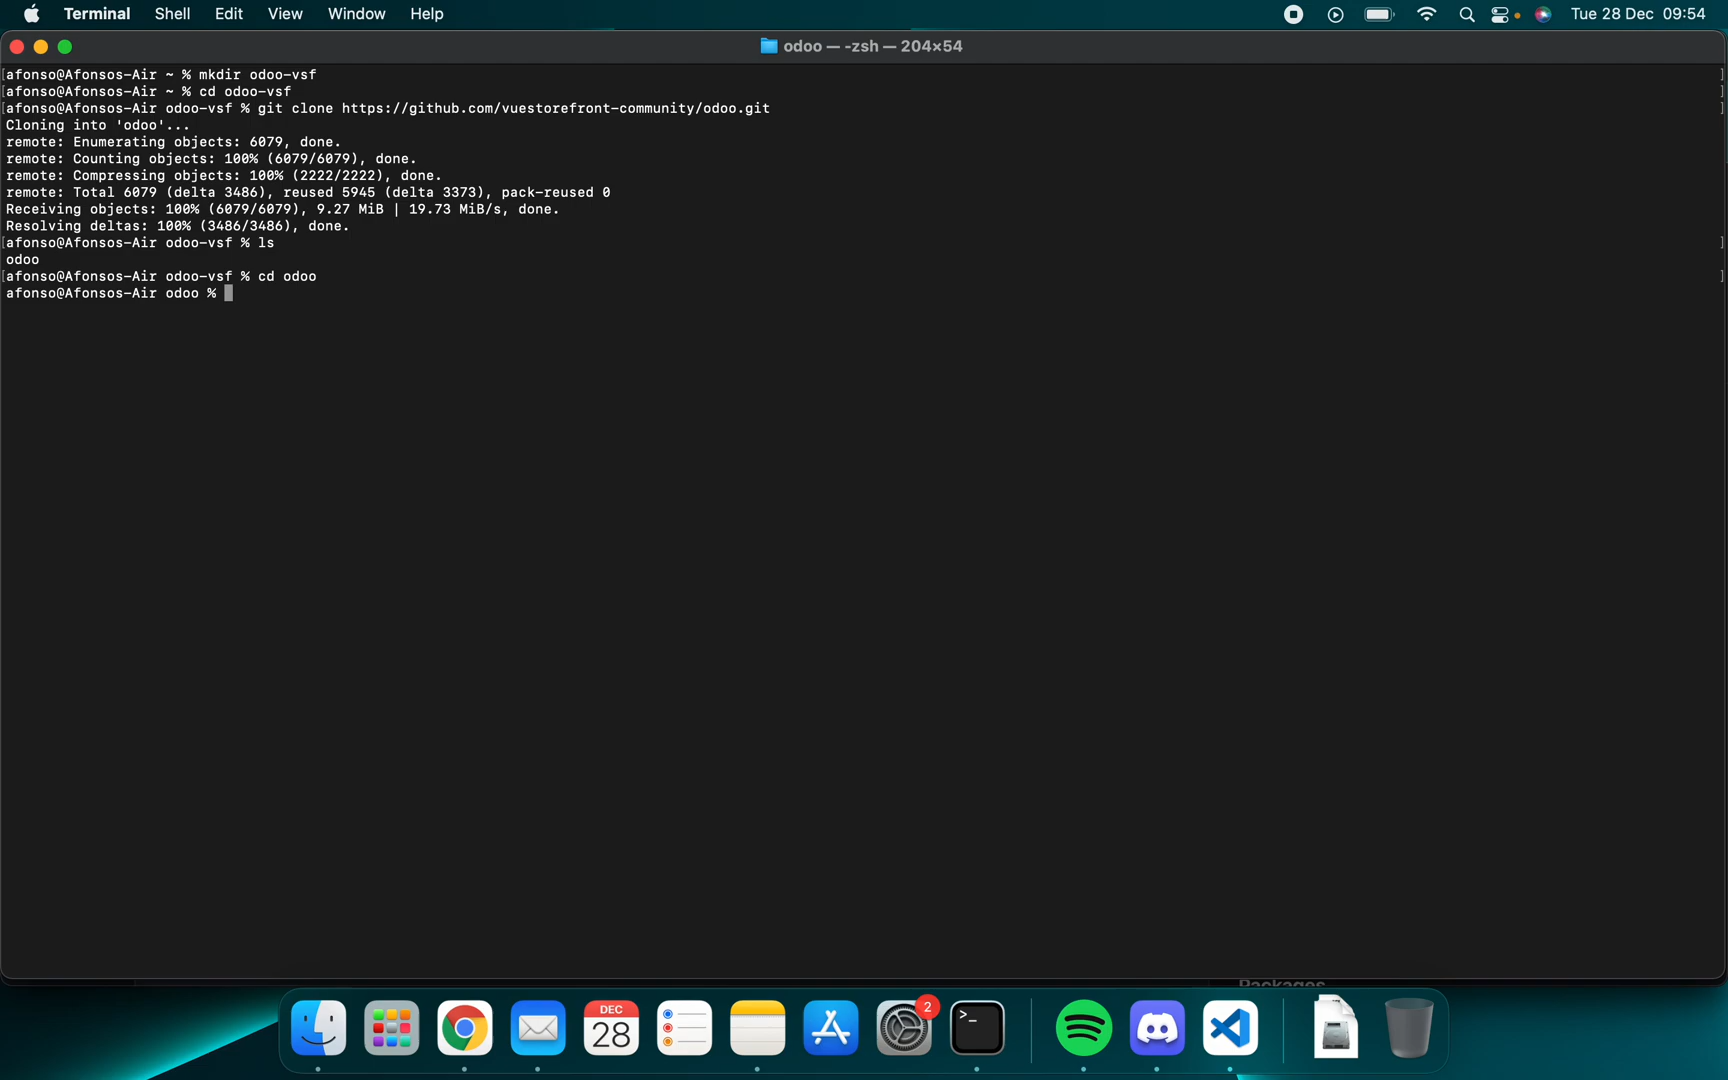 Terminal Shell Edit View Window Help Tue 28 Dec 09:54
odoo — -zsh — 204×54
[afonso@Afonsos-Air ~ % mkdir odoo-vsf ]
[afonso@Afonsos-Air ~ % cd odoo-vsf ]
[afonso@Afonsos-Air odoo-vsf % git clone https://github.com/vuestorefront-community/odoo.git ]
Cloning into 'odoo'...
remote: Enumerating objects: 6079, done.
remote: Counting objects: 100% (6079/6079), done.
remote: Compressing objects: 100% (2222/2222), done.
remote: Total 6079 (delta 3486), reused 5945 (delta 3373), pack-reused 0
Receiving objects: 100% (6079/6079), 9.27 MiB | 19.73 MiB/s, done.
Resolving deltas: 100% (3486/3486), done.
[afonso@Afonsos-Air odoo-vsf % ls ]
odoo
[afonso@Afonsos-Air odoo-vsf % cd odoo ]
afonso@Afonsos-Air odoo %
Packages
DEC
28
2
>_